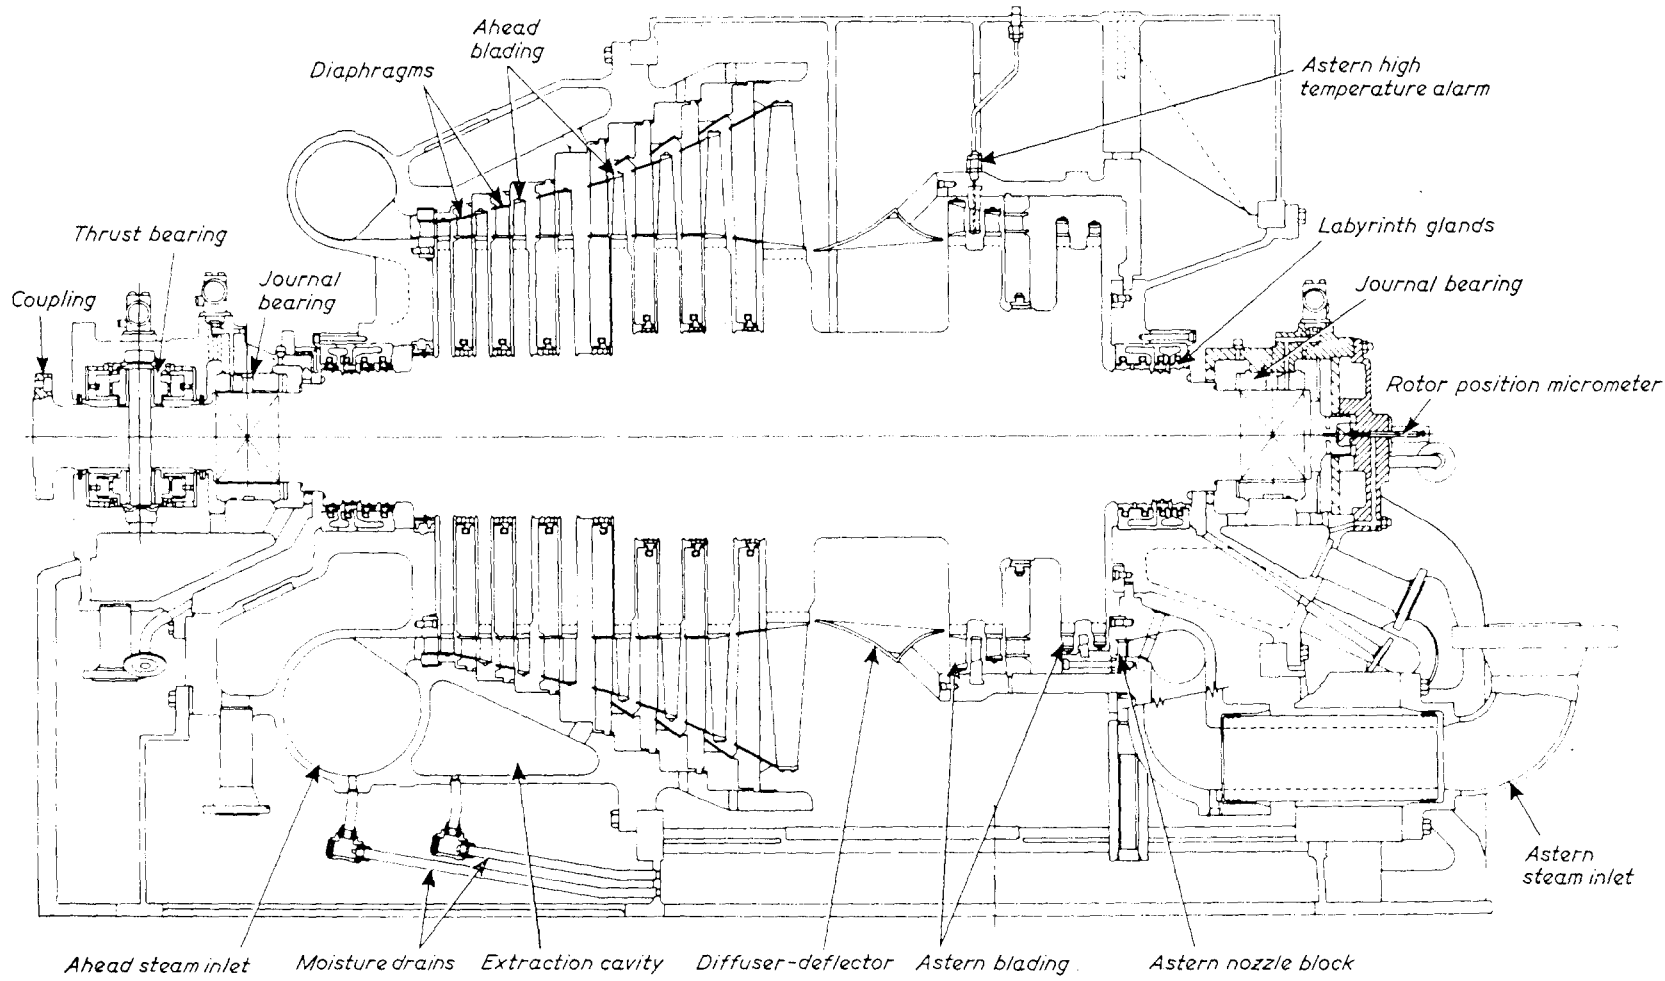 Ahead
blading
Diaphragms
Astern high
temperature alarm
Thrust bearing
Labyrinth glands
Journal
bearing
Journal bearing
Coupling
Rotor position micrometer
Astern
steam inlet
Ahead steam inlet
Moisture drains
Extraction cavity
Diffuser-deflector
Astern blading
Astern nozzle block